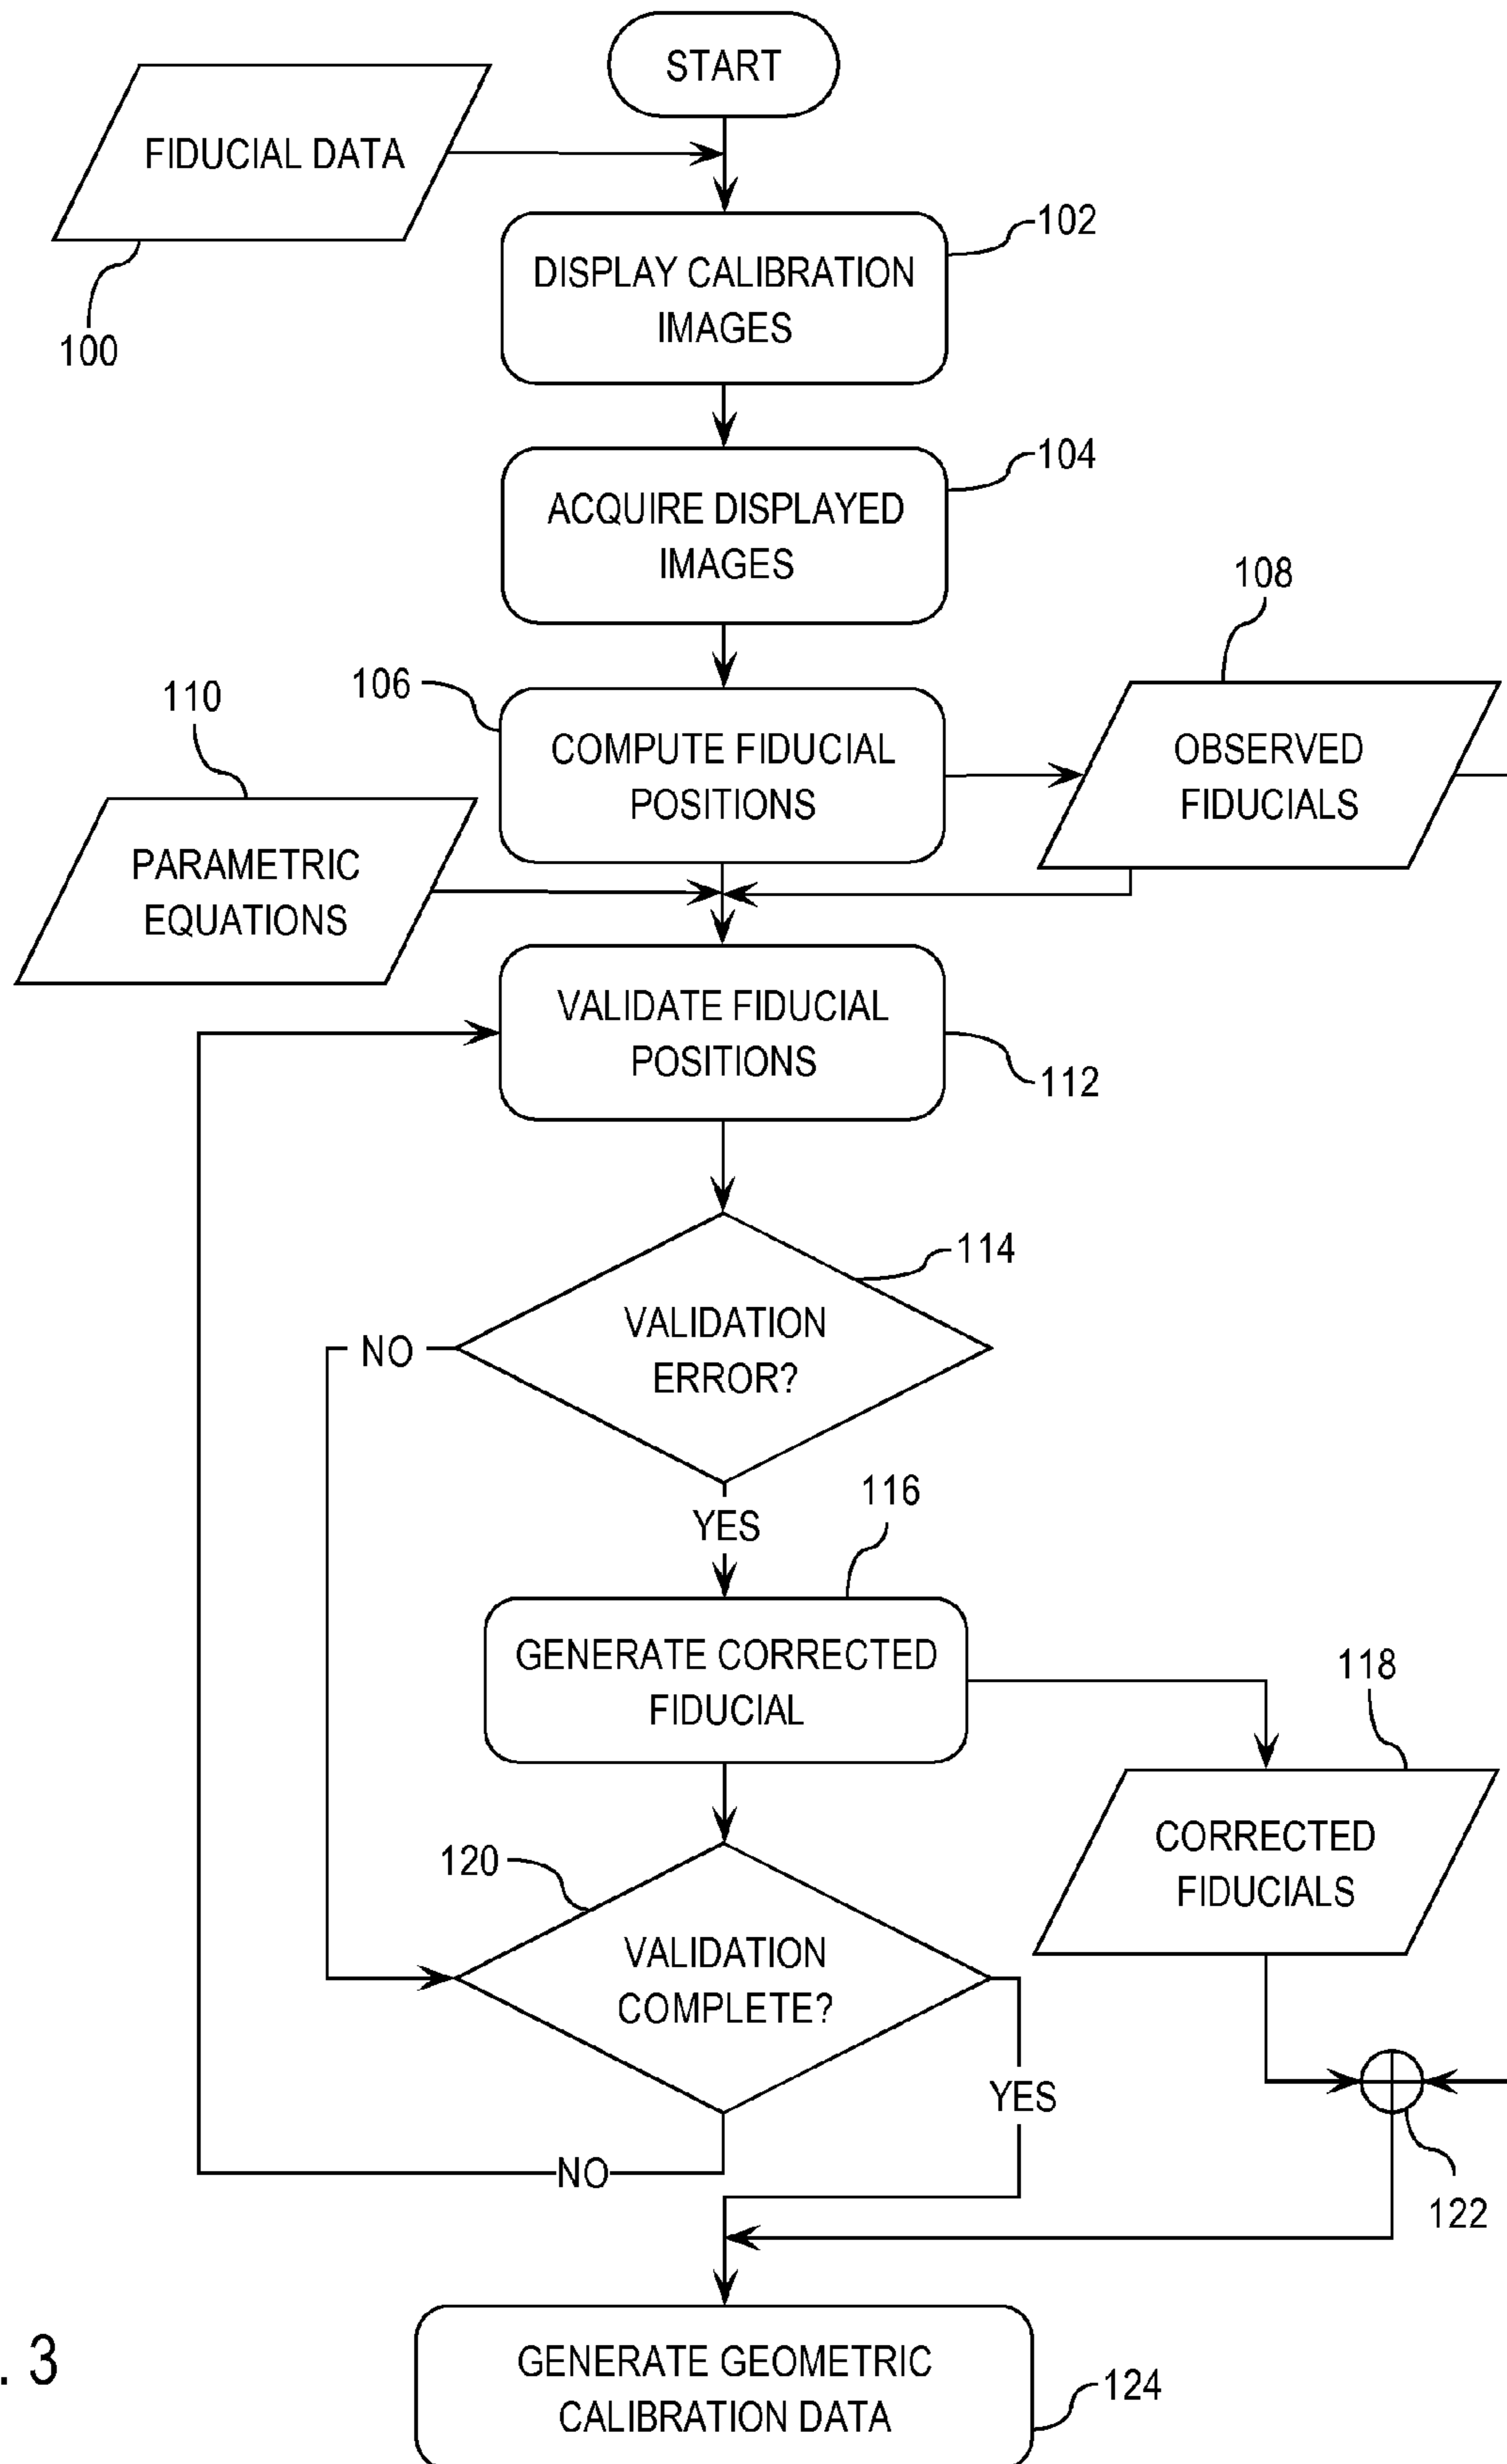 START
FIDUCIAL DATA
100
102
DISPLAY CALIBRATION
IMAGES
104
ACQUIRE DISPLAYED
IMAGES
108
106
110
COMPUTE FIDUCIAL
POSITIONS
OBSERVED
FIDUCIALS
PARAMETRIC
EQUATIONS
VALIDATE FIDUCIAL
POSITIONS
112
114
VALIDATION
ERROR?
NO
YES
116
GENERATE CORRECTED
FIDUCIAL
118
CORRECTED
FIDUCIALS
120
VALIDATION
COMPLETE?
YES
NO
122
. 3
GENERATE GEOMETRIC
CALIBRATION DATA
124